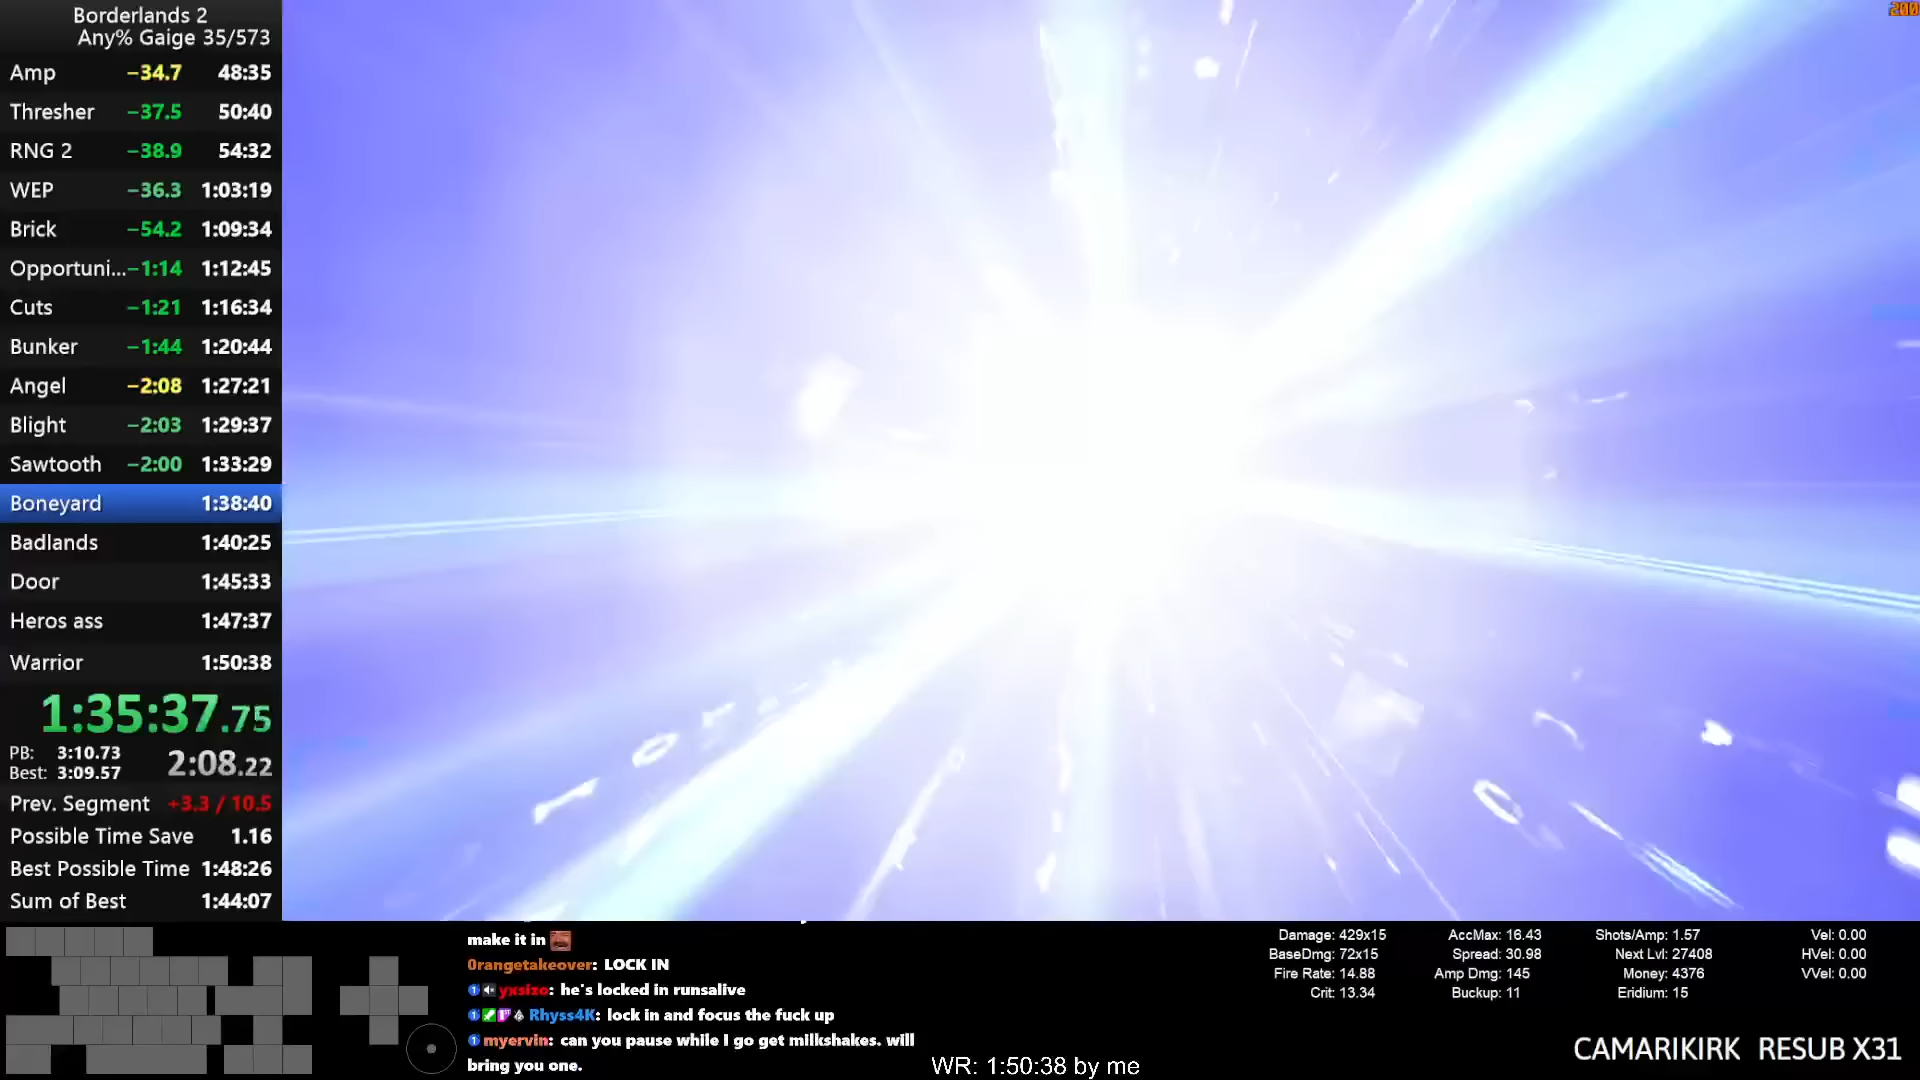 Borderlands 2
Any% Gaige 35/573
Amp −34.7 48:35
Thresher −37.5 50:40
RNG 2 −38.9 54:32
WEP −36.3 1:03:19
Brick −54.2 1:09:34
Opportuni... −1:14 1:12:45
Cuts −1:21 1:16:34
Bunker −1:44 1:20:44
Angel −2:08 1:27:21
Blight −2:03 1:29:37
Sawtooth −2:00 1:33:29
Boneyard 1:38:40
Badlands 1:40:25
Door 1:45:33
Heros ass 1:47:37
Warrior 1:50:38
1:35:37.75
PB: 3:10.73
Best: 3:09.57
2:08.22
Prev. Segment +3.3 / 10.5
Possible Time Save 1.16
Best Possible Time 1:48:26
Sum of Best 1:44:07
200
make it in
0rangetakeover: LOCK IN
yxsizo: he's locked in runsalive
Rhyss4K: lock in and focus the fuck up
myervin: can you pause while I go get milkshakes. will
bring you one.
WR: 1:50:38 by me
Damage: 429x15
BaseDmg: 72x15
Fire Rate: 14.88
Crit: 13.34
AccMax: 16.43
Spread: 30.98
Amp Dmg: 145
Buckup: 11
Shots/Amp: 1.57
Next Lvl: 27408
Money: 4376
Eridium: 15
Vel: 0.00
HVel: 0.00
VVel: 0.00
CAMARIKIRK RESUB X31